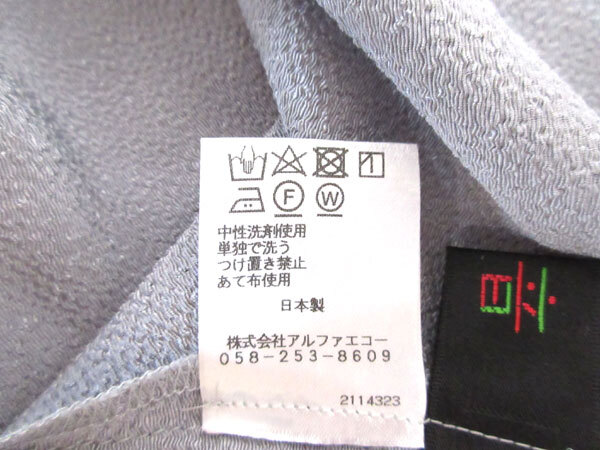 F W
中性洗剤使用
単独で洗う
つけ置き禁止
あて布使用
日本製
株式会社アルファエコー
058-253-8609
2114323